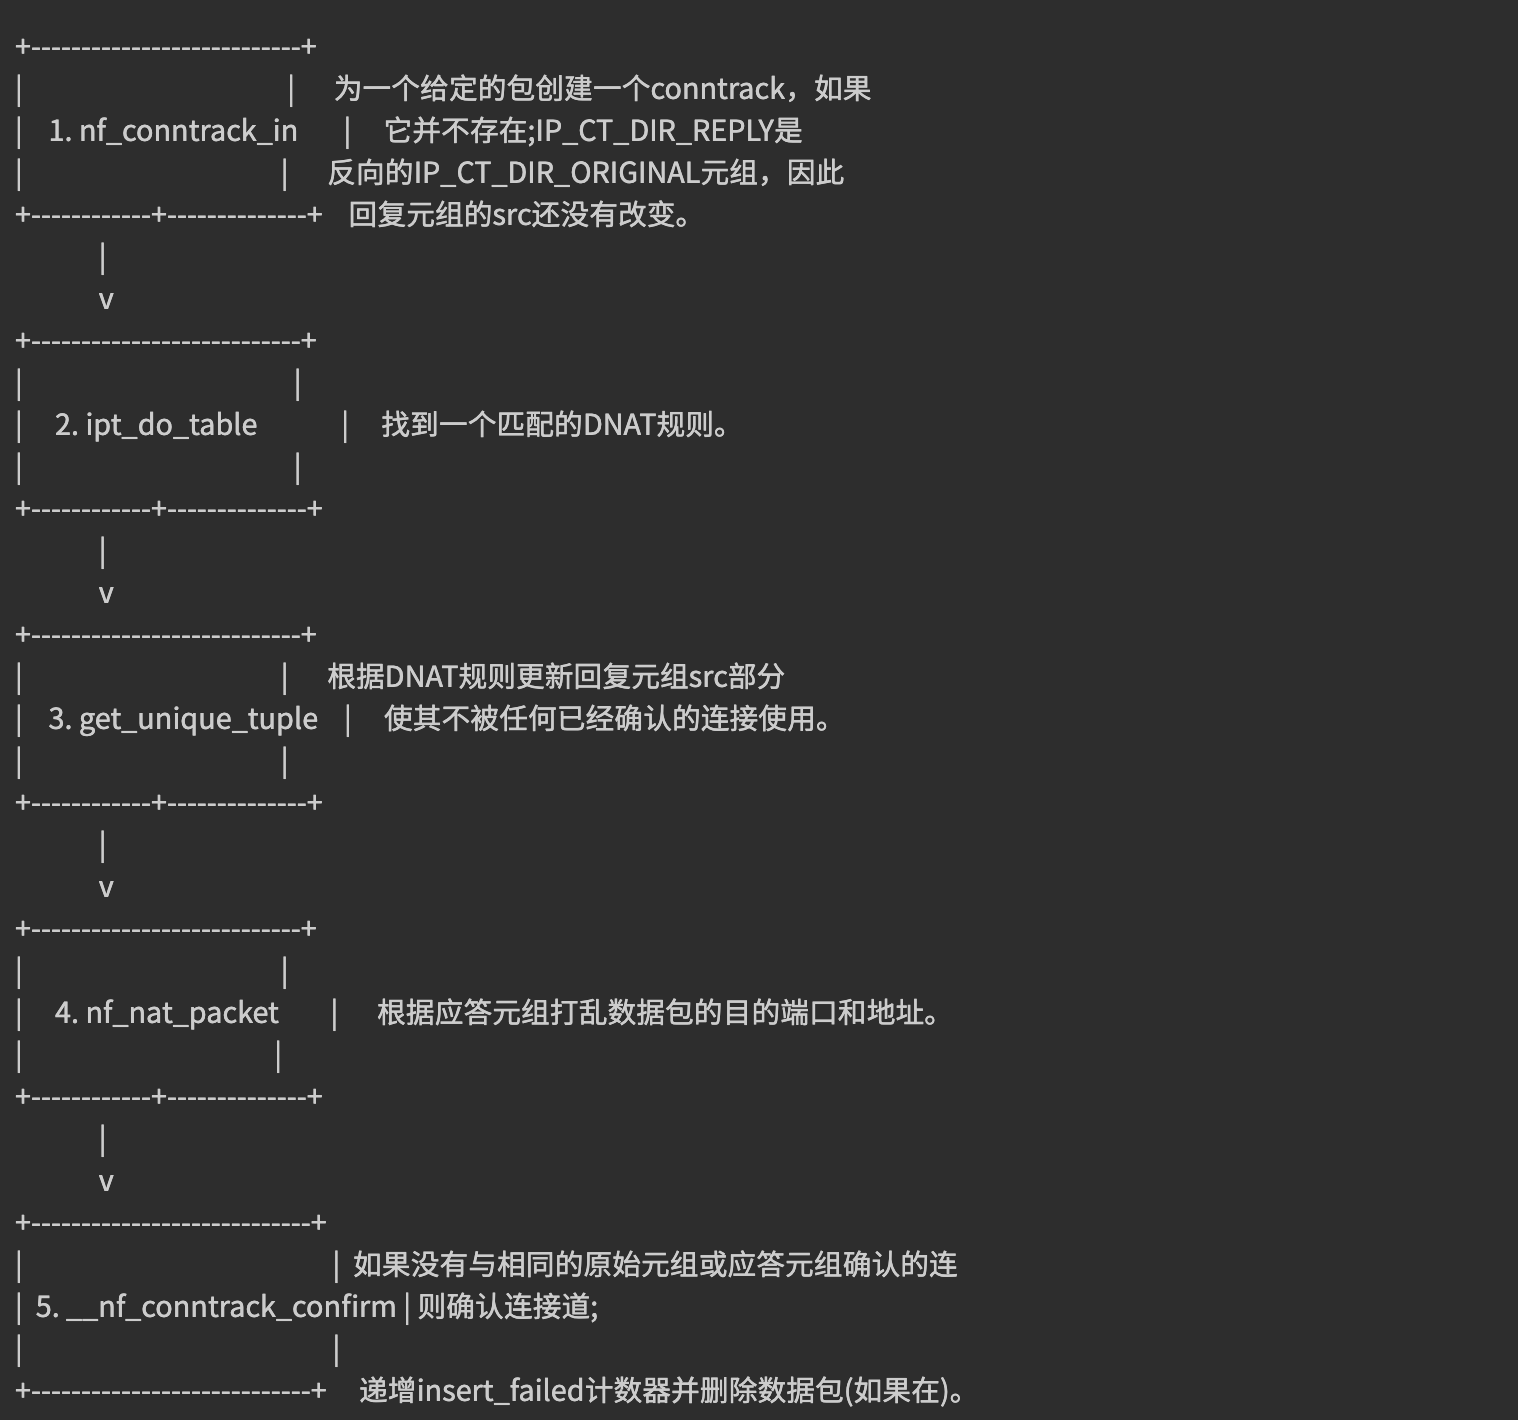 +---------------------------+
|                           |    为一个给定的包创建一个conntrack，如果
|   1. nf_conntrack_in      |    它并不存在;IP_CT_DIR_REPLY是
|                           |    反向的IP_CT_DIR_ORIGINAL元组，因此
+------------+--------------+   回复元组的src还没有改变。
             |
             v
+---------------------------+
|                           |
|    2. ipt_do_table        |    找到一个匹配的DNAT规则。
|                           |
+------------+--------------+
             |
             v
+---------------------------+
|                           |    根据DNAT规则更新回复元组src部分
|   3. get_unique_tuple     |    使其不被任何已经确认的连接使用。
|                           |
+------------+--------------+
             |
             v
+---------------------------+
|                           |
|    4. nf_nat_packet       |    根据应答元组打乱数据包的目的端口和地址。
|                           |
+------------+--------------+
             |
             v
+----------------------------+
|                            | 如果没有与相同的原始元组或应答元组确认的连
| 5. __nf_conntrack_confirm | 则确认连接道;
|                            |
+----------------------------+    递增insert_failed计数器并删除数据包(如果在)。